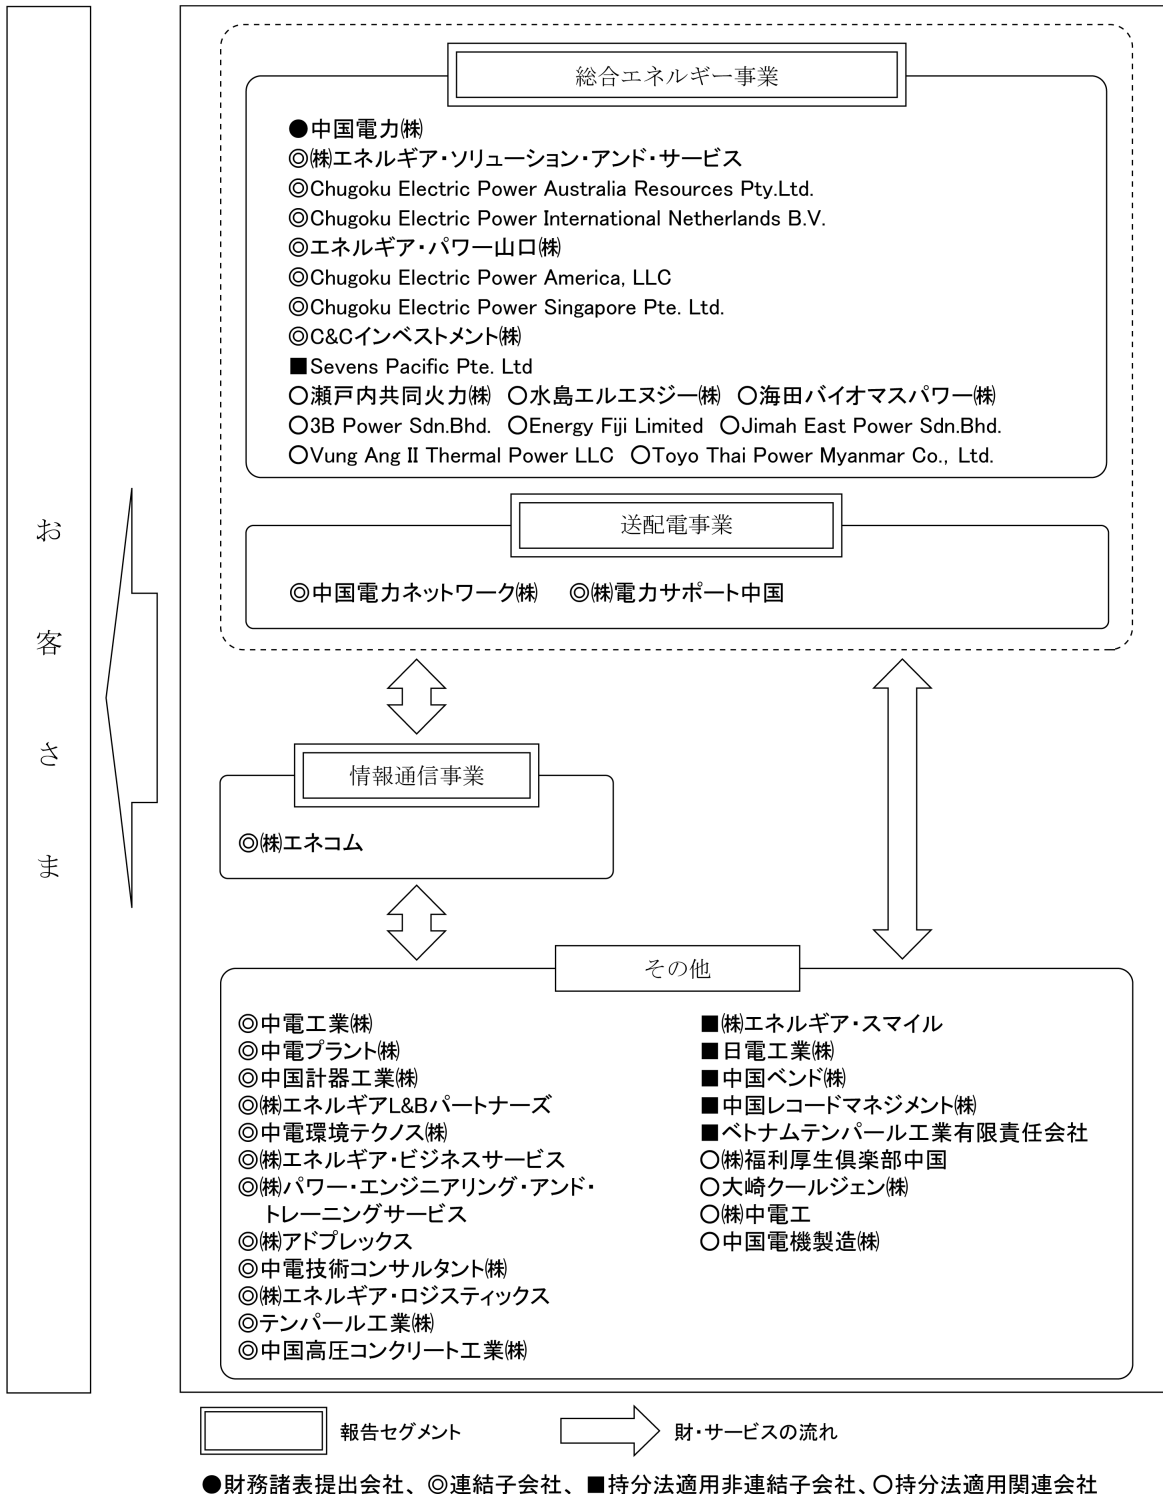 お客さま
総合エネルギー事業
●中国電力㈱
◎㈱エネルギア・ソリューション・アンド・サービス
◎Chugoku Electric Power Australia Resources Pty.Ltd.
◎Chugoku Electric Power International Netherlands B.V.
◎エネルギア・パワー山口㈱
◎Chugoku Electric Power America, LLC
◎Chugoku Electric Power Singapore Pte. Ltd.
◎C&Cインベストメント㈱
■Sevens Pacific Pte. Ltd
○瀬戸内共同火力㈱ ○水島エルエヌジー㈱ ○海田バイオマスパワー㈱
○3B Power Sdn.Bhd. ○Energy Fiji Limited ○Jimah East Power Sdn.Bhd.
○Vung Ang II Thermal Power LLC ○Toyo Thai Power Myanmar Co., Ltd.
送配電事業
◎中国電力ネットワーク㈱ ◎㈱電力サポート中国
情報通信事業
◎㈱エネコム
その他
◎中電工業㈱
◎中電プラント㈱
◎中国計器工業㈱
◎㈱エネルギアL&Bパートナーズ
◎中電環境テクノス㈱
◎㈱エネルギア・ビジネスサービス
◎㈱パワー・エンジニアリング・アンド・
トレーニングサービス
◎㈱アドプレックス
◎中電技術コンサルタント㈱
◎㈱エネルギア・ロジスティックス
◎テンパール工業㈱
◎中国高圧コンクリート工業㈱
■㈱エネルギア・スマイル
■日電工業㈱
■中国ベンド㈱
■中国レコードマネジメント㈱
■ベトナムテンパール工業有限責任会社
○㈱福利厚生倶楽部中国
○大崎クールジェン㈱
○㈱中電工
○中国電機製造㈱
報告セグメント
財・サービスの流れ
●財務諸表提出会社、◎連結子会社、■持分法適用非連結子会社、○持分法適用関連会社